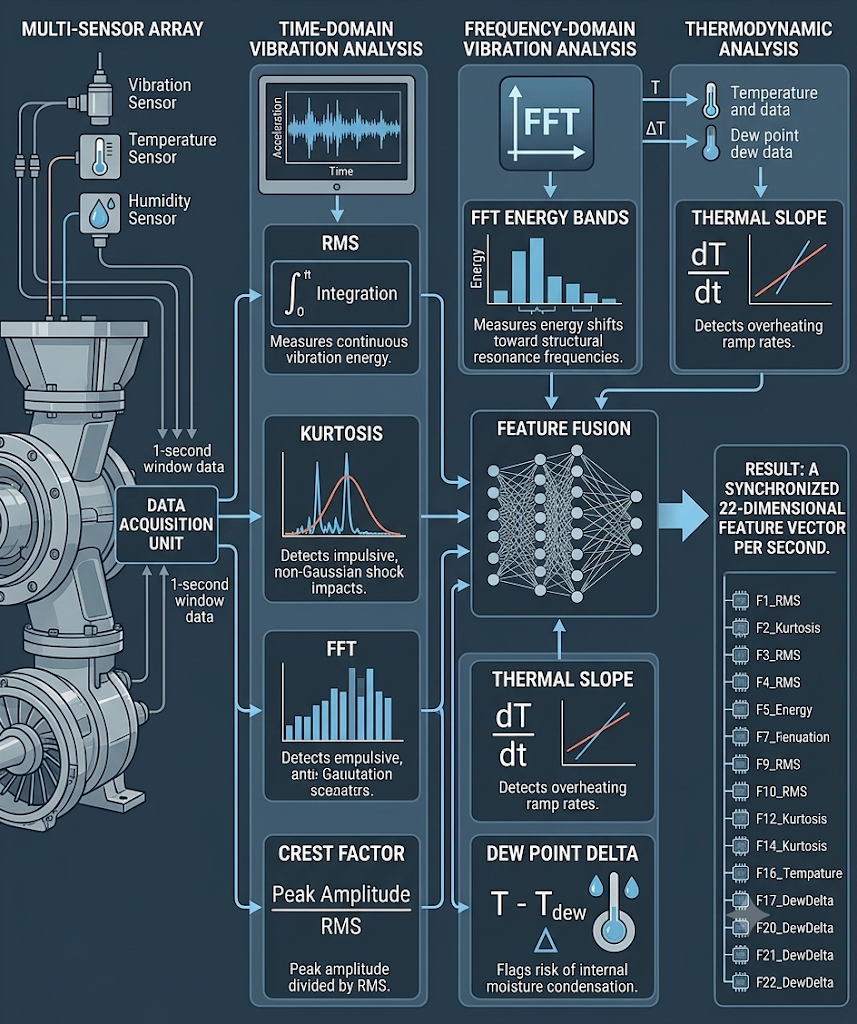 MULTI-SENSOR ARRAY
Vibration
Sensor
Temperature
Sensor
Humidity
Sensor
1-second
window data
DATA
ACQUISITION
UNIT
1-second
window
data
TIME-DOMAIN
VIBRATION ANALYSIS
Acceleration
Time
RMS
∫
0
Integration
Measures continuous
vibration energy.
KURTOSIS
Detects impulsive,
non-Gaussian shock
impacts.
FFT
Detects empulsive,
CREST FACTOR
Peak Amplitude
RMS
Peak amplitude
divided by RMS.
FREQUENCY-DOMAIN
VIBRATION ANALYSIS
FFT
T
ΔT
FFT ENERGY BANDS
Energy
Measures energy shifts
toward structural
resonance frequencies.
THERMODYNAMIC
ANALYSIS
Temperature
and data
Dew point
dew data
THERMAL SLOPE
dT
dt
Detects overheating
ramp rates.
FEATURE FUSION
THERMAL SLOPE
dT
dt
Detects overheating
ramp rates.
DEW POINT DELTA
T - Tdew
Δ
Flags risk of internal
moisture condensation.
RESULT: A
SYNCHRONIZED
22-DIMENSIONAL
FEATURE VECTOR
PER SECOND.
F1_RMS
F2_Kurtosis
F3_RMS
F4_RMS
F5_Energy
F9_RMS
F10_RMS
F12_Kurtosis
F14_Kurtosis
F16_Tempature
F17_DewDelta
F20_DewDelta
F21_DewDelta
F22_DewDelta